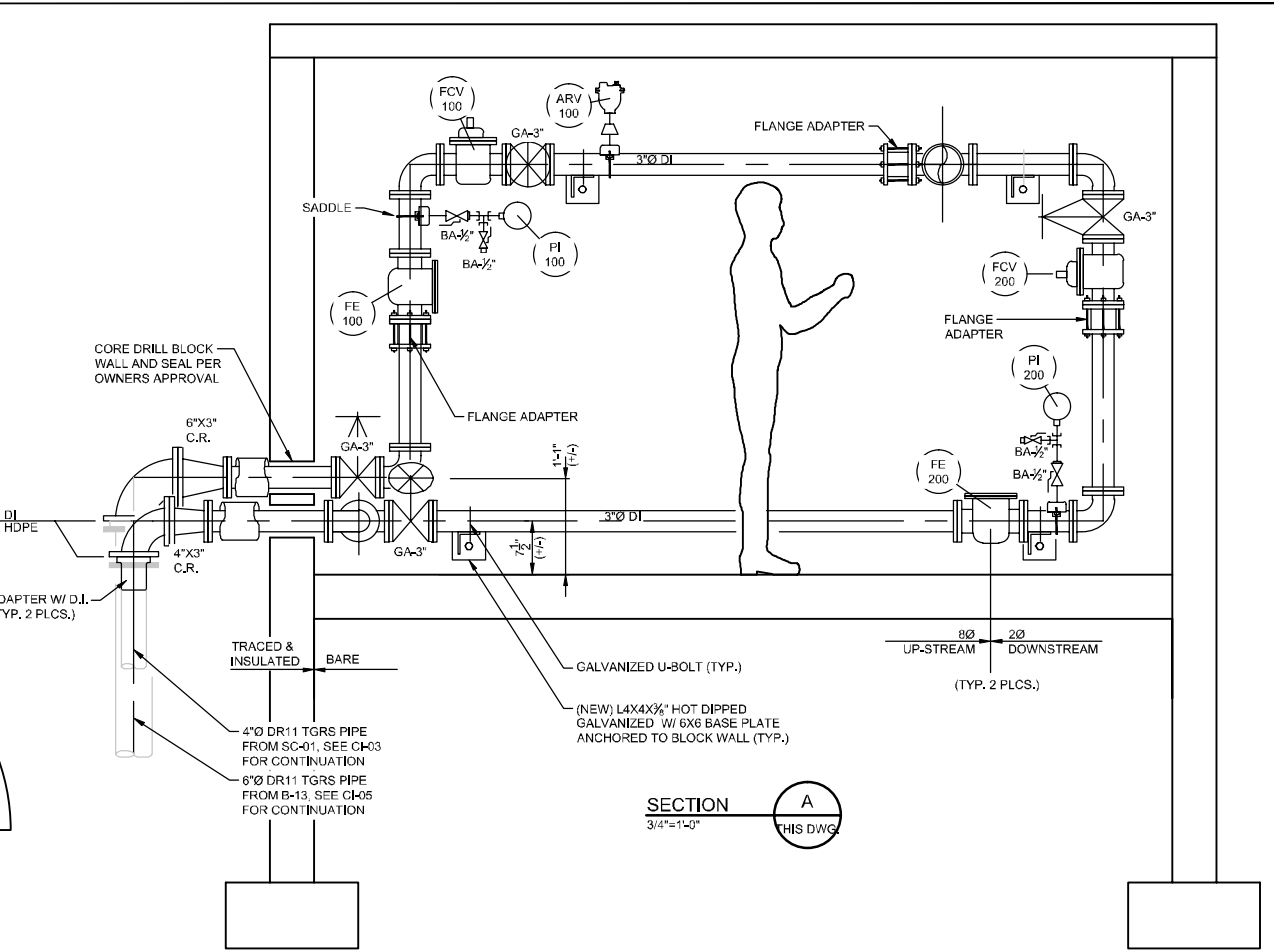 FCV
100
ARV
100
GA-3"
3"Ø DI
FLANGE ADAPTER
SADDLE
BA-½"
BA-½"
PI
100
GA-3"
FCV
200
FE
100
FLANGE
ADAPTER
CORE DRILL BLOCK
WALL AND SEAL PER
OWNERS APPROVAL
PI
200
FLANGE ADAPTER
6"X3"
C.R.
GA-3"
1'-1"
(+/-)
BA-½"
BA-½"
FE
200
DI
HDPE
3"Ø DI
7½"
(+/-)
4"X3"
C.R.
GA-3"
DAPTER W/ D.I.
TYP. 2 PLCS.)
TRACED &
INSULATED
BARE
8Ø
UP-STREAM
2Ø
DOWNSTREAM
(TYP. 2 PLCS.)
GALVANIZED U-BOLT (TYP.)
(NEW) L4X4X⅜" HOT DIPPED
GALVANIZED W/ 6X6 BASE PLATE
ANCHORED TO BLOCK WALL (TYP.)
4"Ø DR11 TGRS PIPE
FROM SC-01, SEE CI-03
FOR CONTINUATION
6"Ø DR11 TGRS PIPE
FROM B-13, SEE CI-05
FOR CONTINUATION
SECTION
3/4"=1'-0"
A
THIS DWG.